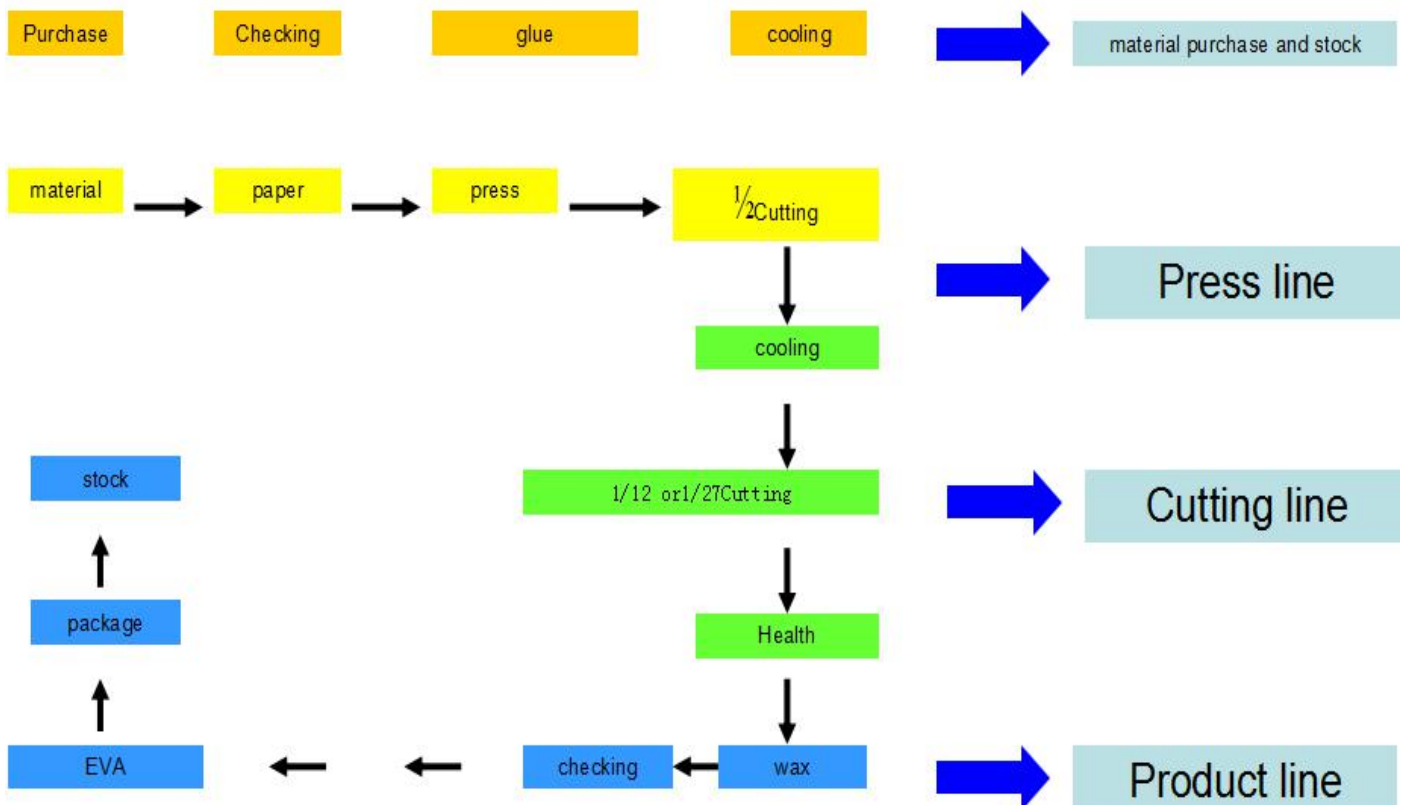 Purchase
Checking
glue
cooling
material purchase and stock
material
paper
press
½Cutting
Press line
cooling
stock
1/12 or1/27Cutting
Cutting line
package
Health
EVA
checking
wax
Product line